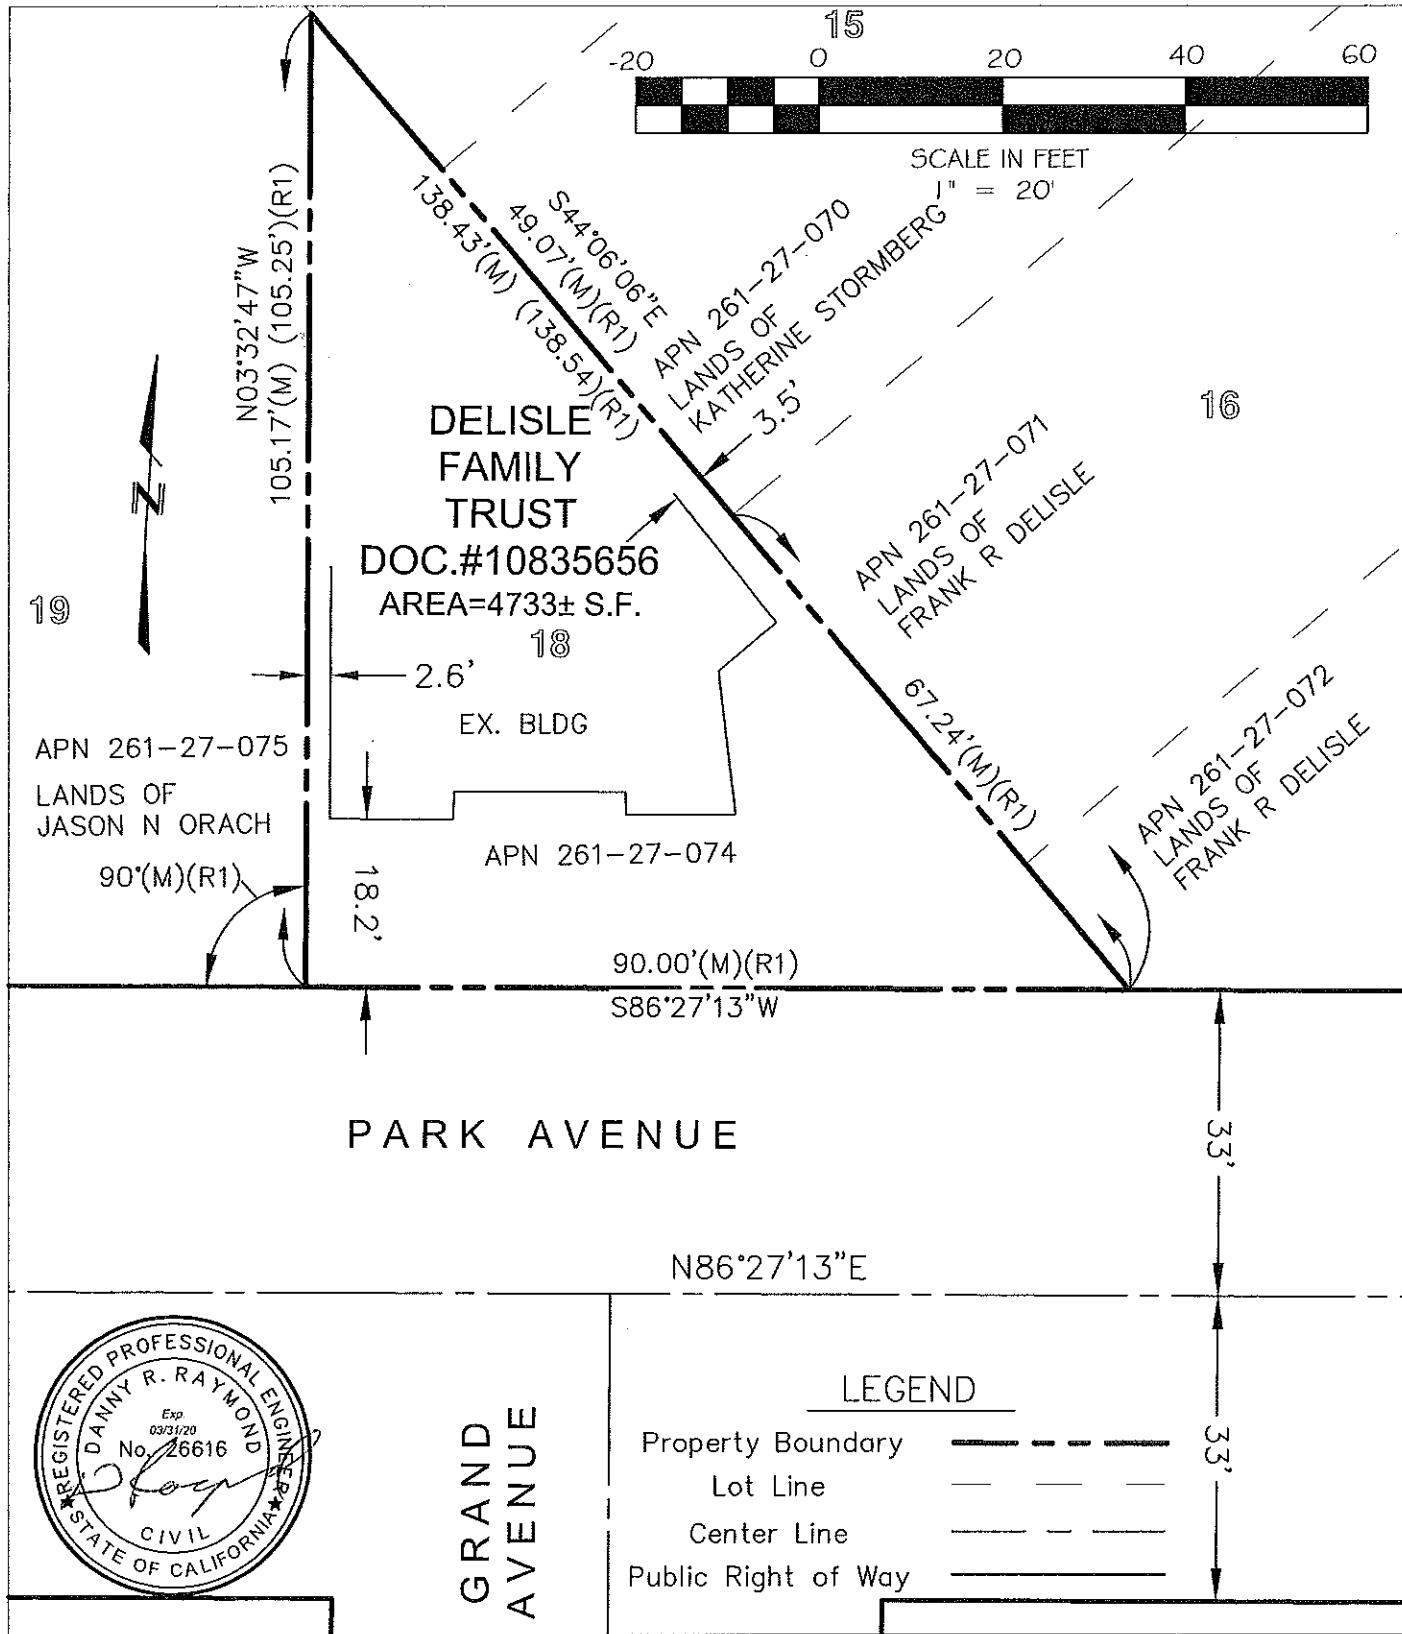 15
-20 0 20 40 60
SCALE IN FEET
1" = 20'
N03°32'47"W
105.17'(M) (105.25')(R1)
S44°06'06"E
49.07'(M)(R1)
138.43'(M) (138.54)(R1)
APN 261-27-070
LANDS OF
KATHERINE STORMBERG
3.5'
16
APN 261-27-071
LANDS OF
FRANK R DELISLE
N
DELISLE
FAMILY
TRUST
DOC.#10835656
AREA=4733± S.F.
18
19
2.6'
EX. BLDG
67.24'(M)(R1)
APN 261-27-072
LANDS OF
FRANK R DELISLE
APN 261-27-075
LANDS OF
JASON N ORACH
90°(M)(R1)
18.2'
APN 261-27-074
90.00'(M)(R1)
S86°27'13"W
PARK AVENUE
33'
N86°27'13"E
33'
REGISTERED PROFESSIONAL ENGINEER
DANNY R. RAYMOND
Exp.
03/31/20
No. 26616
CIVIL
STATE OF CALIFORNIA
GRAND
AVENUE
LEGEND
Property Boundary
Lot Line
Center Line
Public Right of Way